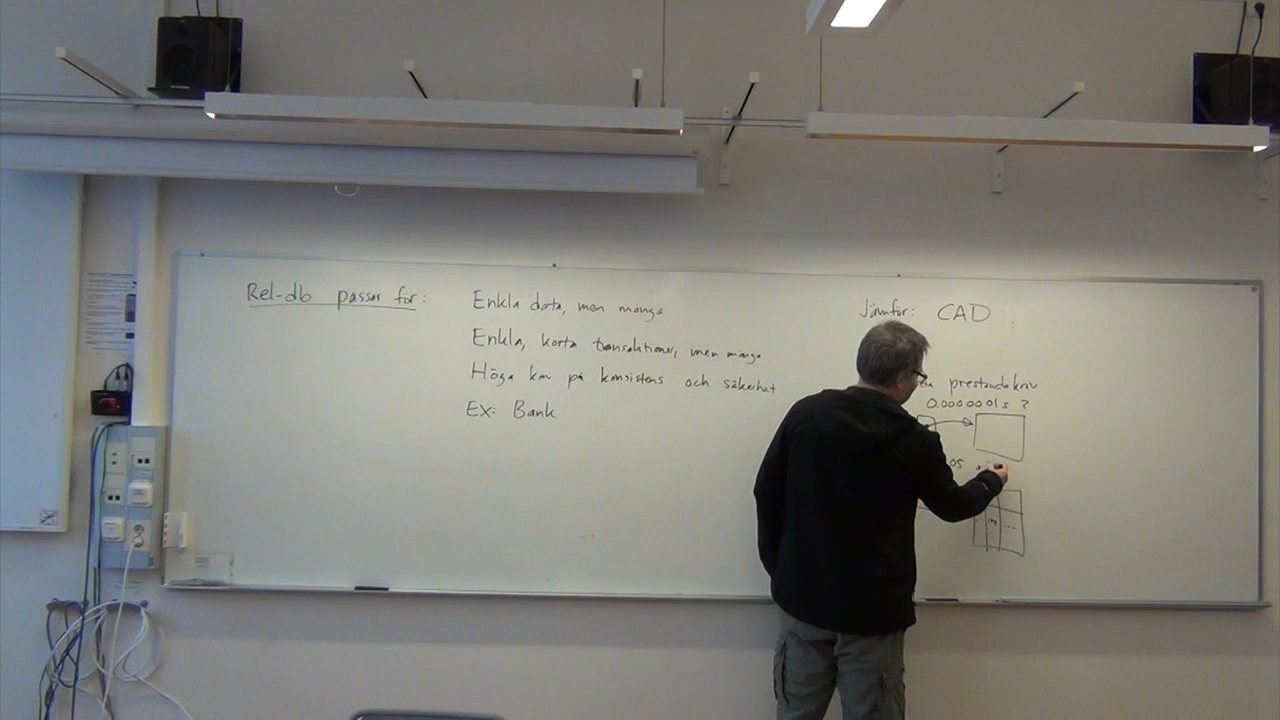 Rel-db passar för:
Enkla data, men många
Enkla, korta transaktioner, men många
Höga krav på konsistens och säkerhet
Ex: Bank
Jämför: CAD
prestandakrav
0.0000001s ?